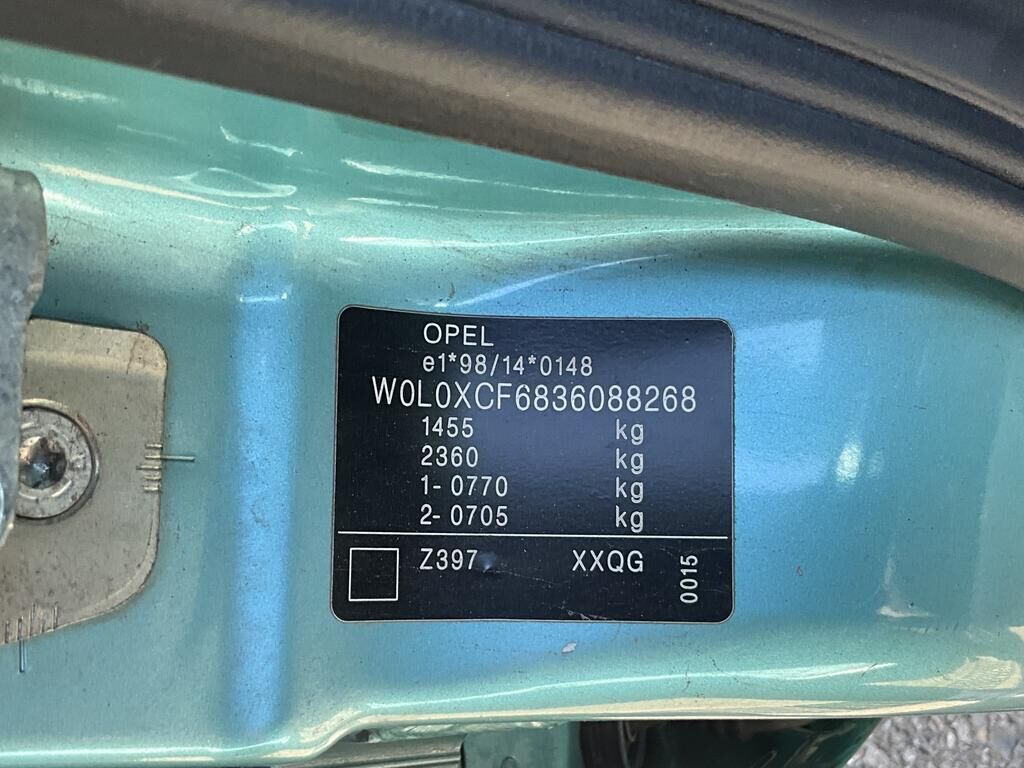 OPEL
e1*98/14*0148
W0L0XCF6836088268
1455 kg
2360 kg
1- 0770 kg
2- 0705 kg
Z397 XXQG 0015